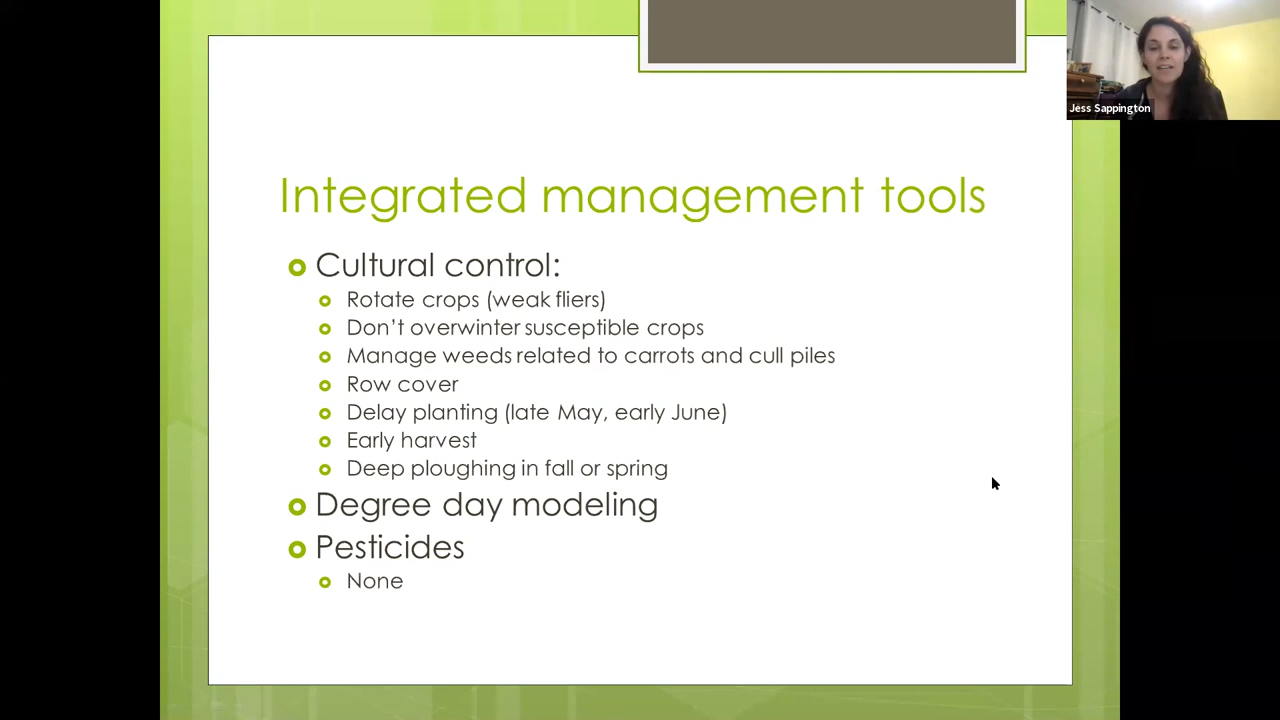 Jess Sappington
Integrated management tools
Cultural control:
Rotate crops (weak fliers)
Don't overwinter susceptible crops
Manage weeds related to carrots and cull piles
Row cover
Delay planting (late May, early June)
Early harvest
Deep ploughing in fall or spring
Degree day modeling
Pesticides
None